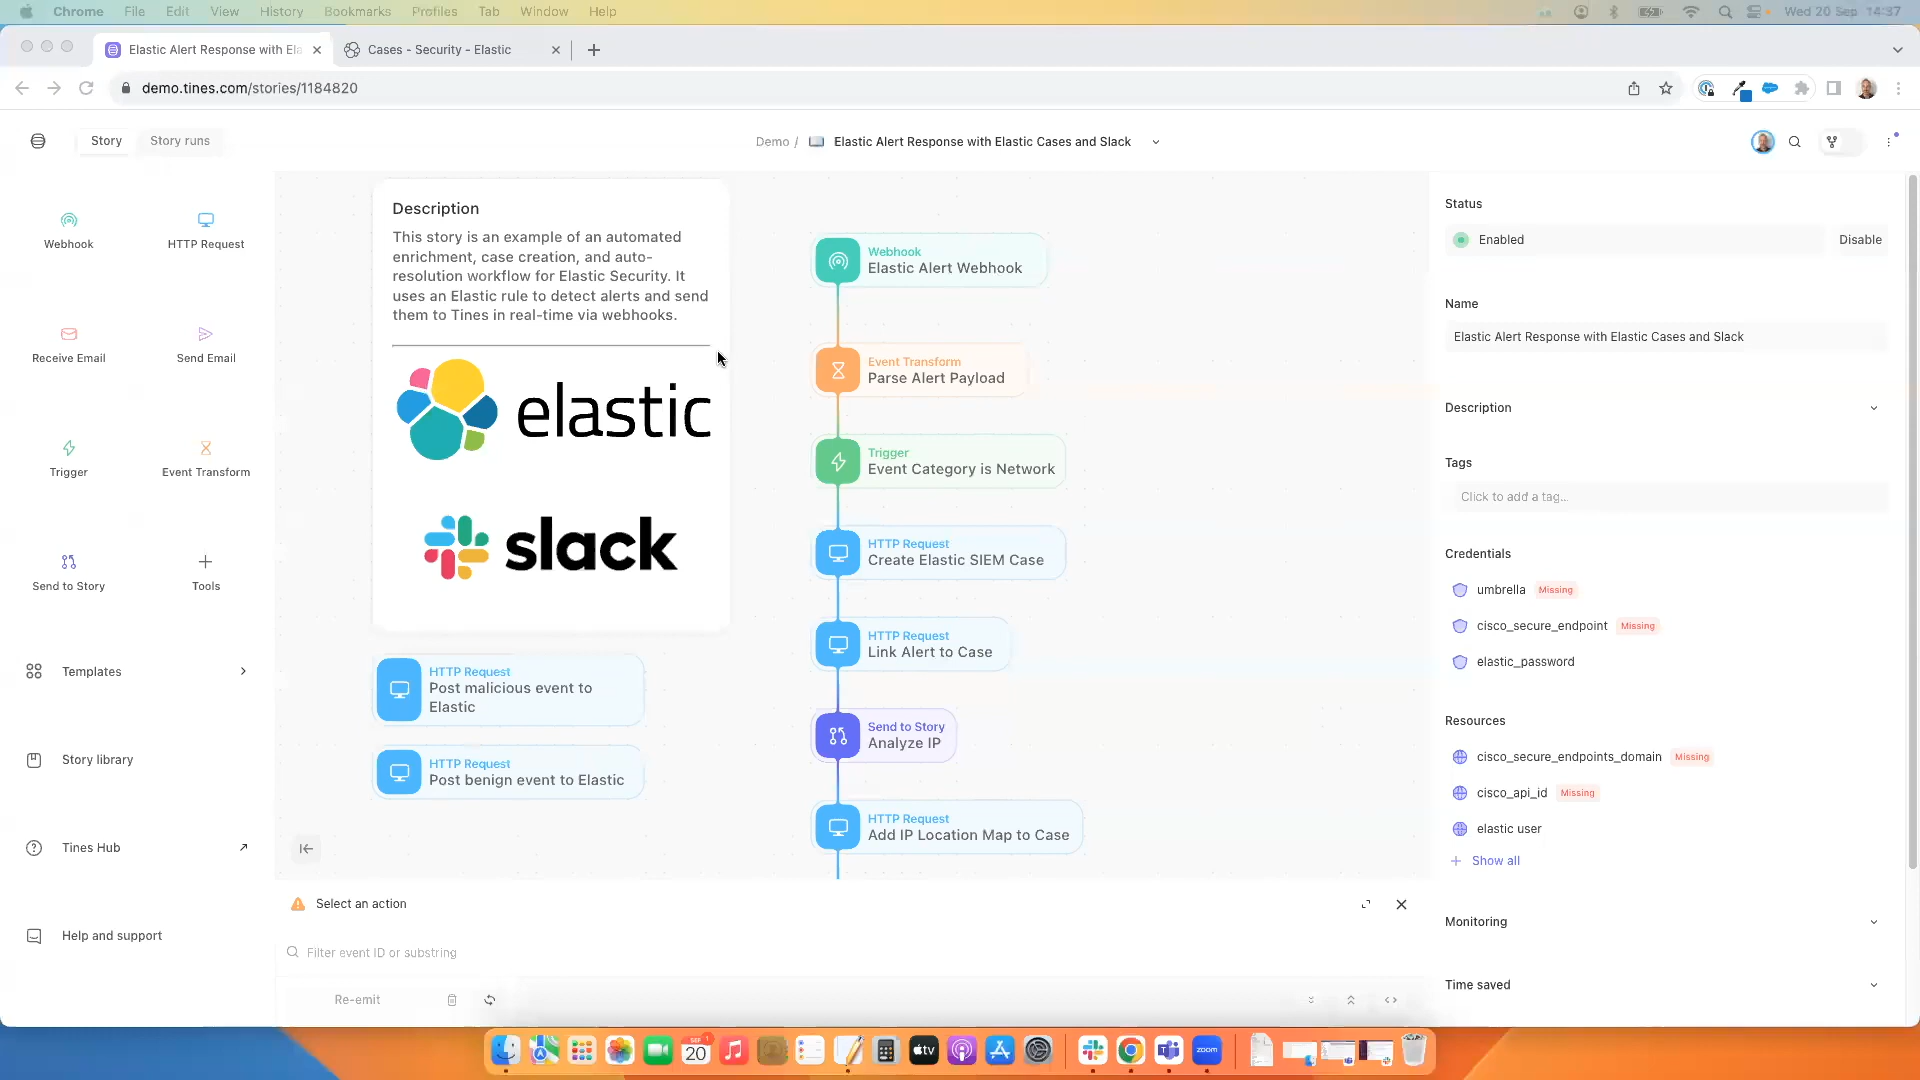 Chrome File Edit View History Bookmarks Profiles Tab Window Help Wed 20 Sep 14:37
Elastic Alert Response with Ela Cases - Security - Elastic
demo.tines.com/stories/1184820
Story Story runs
Demo / Elastic Alert Response with Elastic Cases and Slack
Webhook
HTTP Request
Receive Email
Send Email
Trigger
Event Transform
Send to Story
Tools
Templates
Story library
Tines Hub
Help and support
Description
This story is an example of an automated
enrichment, case creation, and auto-
resolution workflow for Elastic Security. It
uses an Elastic rule to detect alerts and send
them to Tines in real-time via webhooks.
elastic
slack
HTTP Request
Post malicious event to
Elastic
HTTP Request
Post benign event to Elastic
Webhook
Elastic Alert Webhook
Event Transform
Parse Alert Payload
Trigger
Event Category is Network
HTTP Request
Create Elastic SIEM Case
HTTP Request
Link Alert to Case
Send to Story
Analyze IP
HTTP Request
Add IP Location Map to Case
Select an action
Filter event ID or substring
Re-emit
Status
Enabled Disable
Name
Elastic Alert Response with Elastic Cases and Slack
Description
Tags
Click to add a tag...
Credentials
umbrella Missing
cisco_secure_endpoint Missing
elastic_password
Resources
cisco_secure_endpoints_domain Missing
cisco_api_id Missing
elastic user
Show all
Monitoring
Time saved
SEP
20
tv
zoom